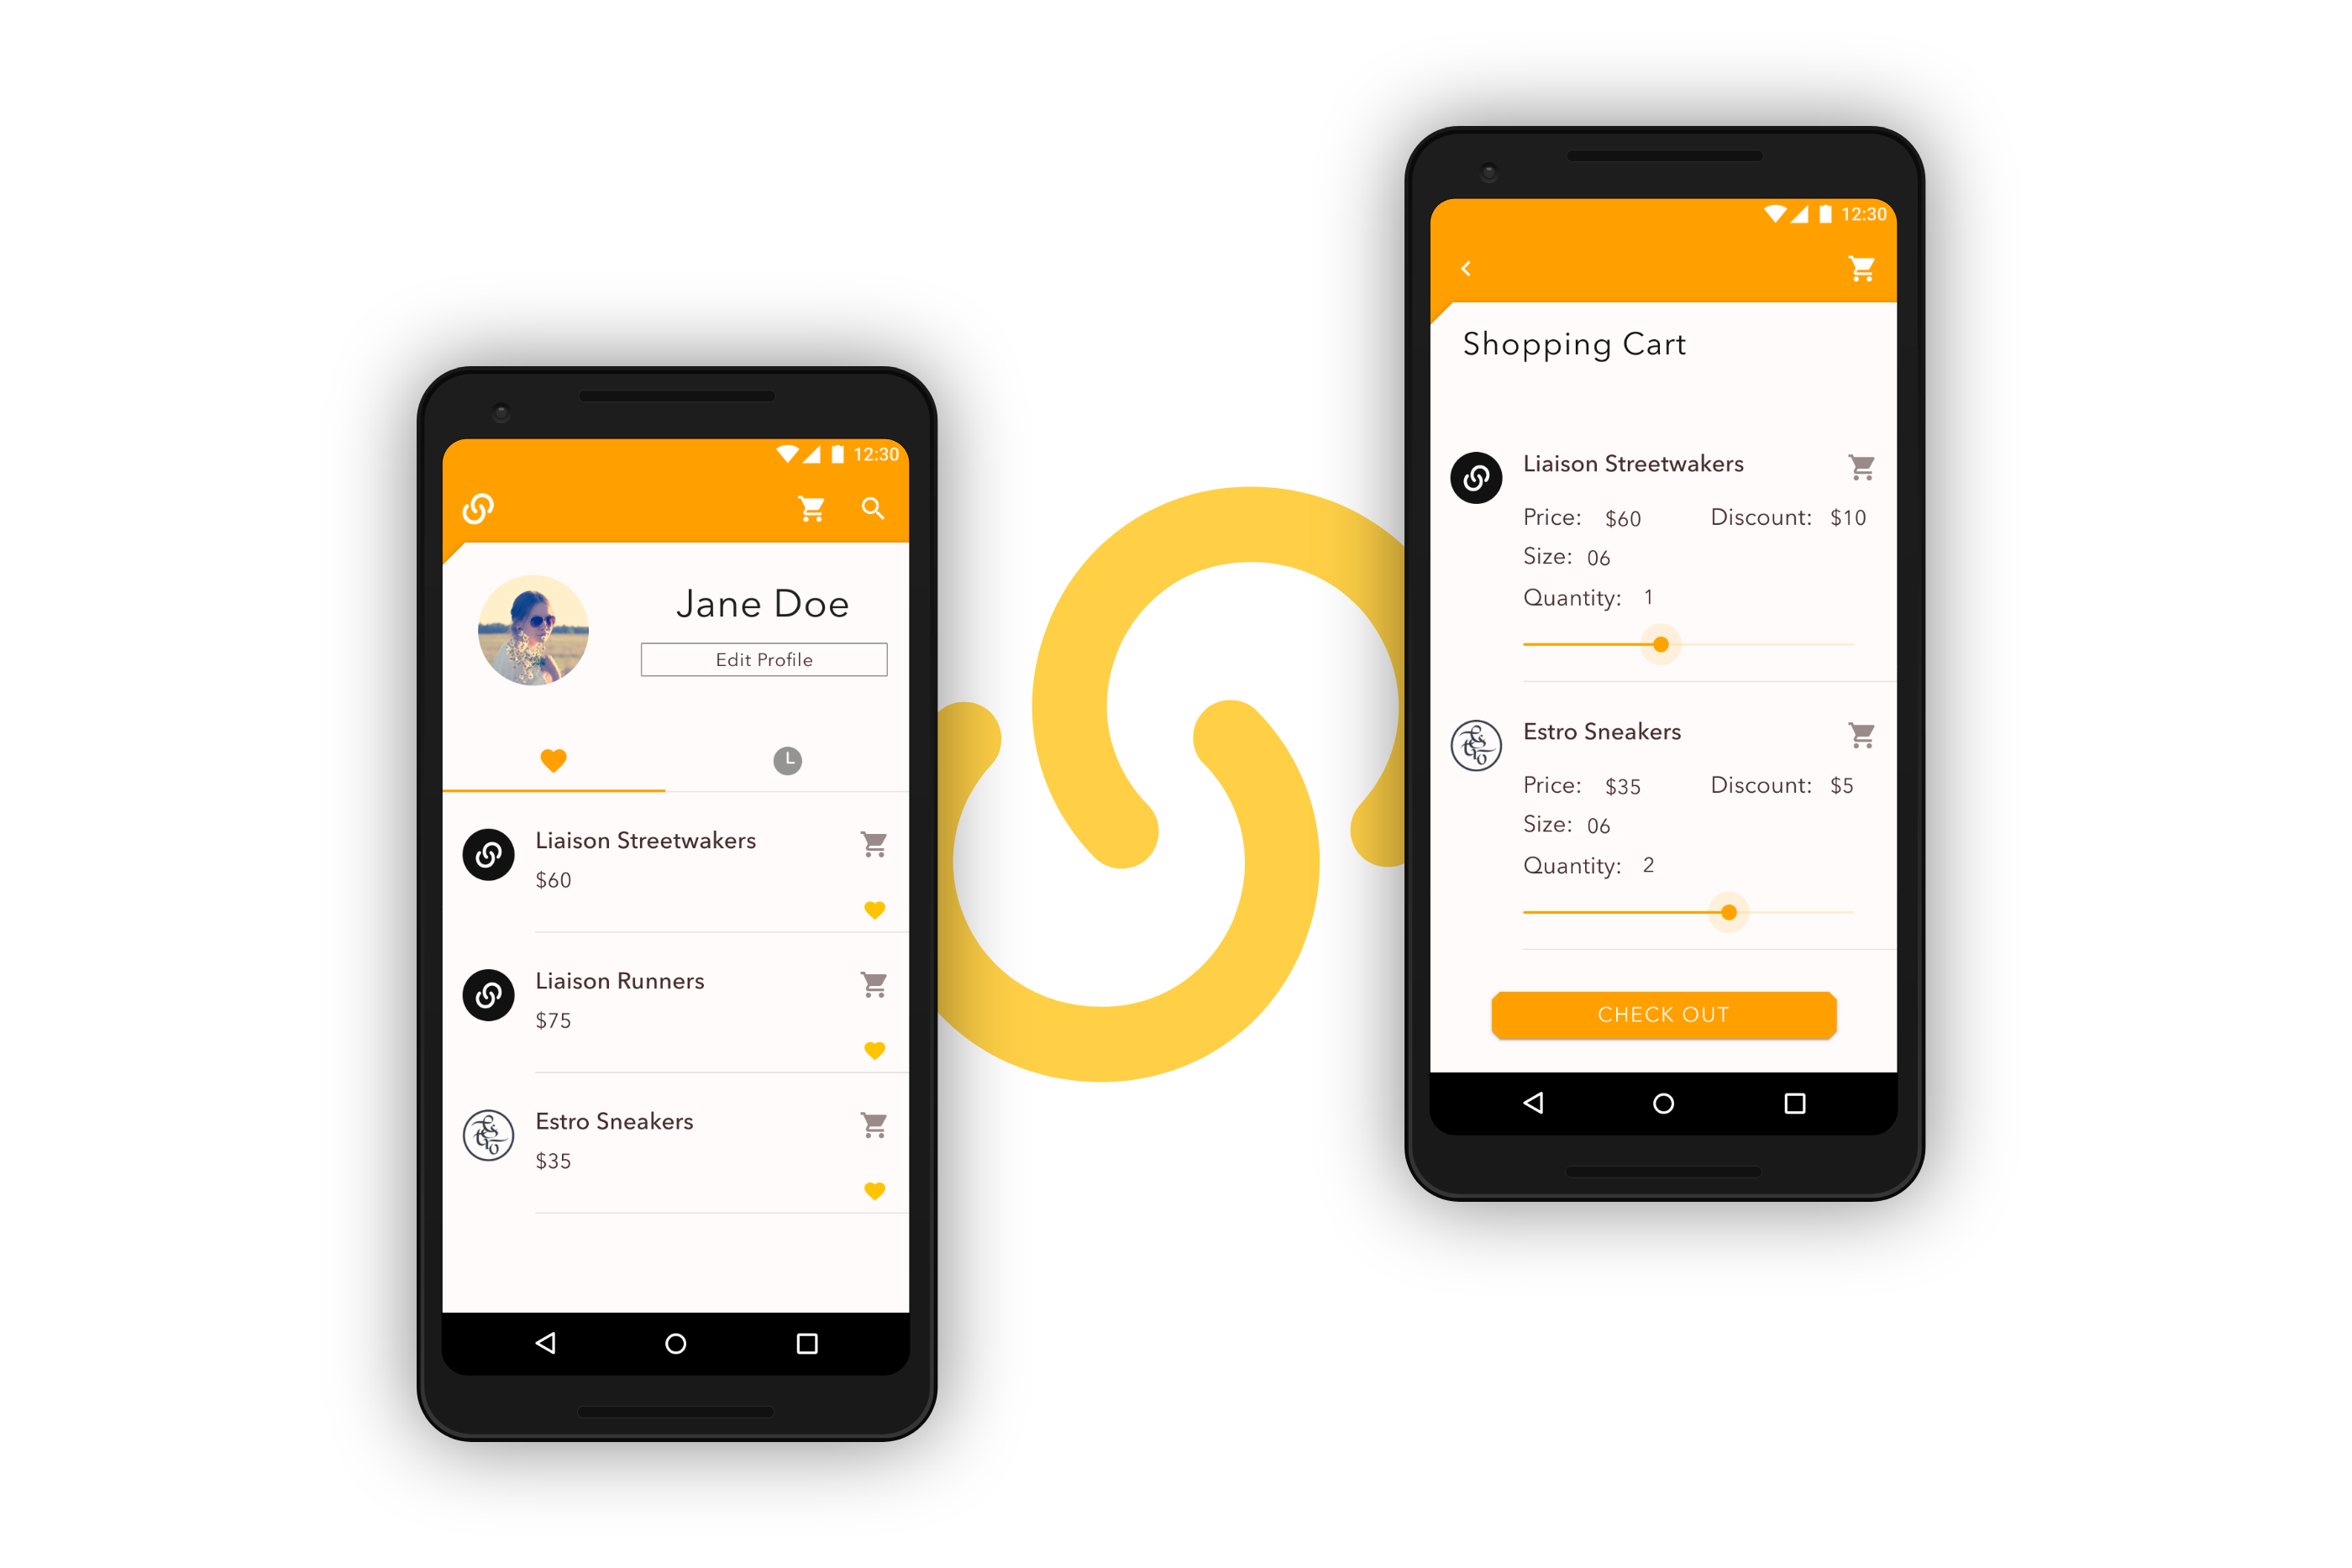 12:30
Jane Doe
Edit Profile
Liaison Streetwakers
$60
Liaison Runners
$75
Estro Sneakers
$35
12:30
Shopping Cart
Liaison Streetwakers
Price: $60 Discount: $10
Size: 06
Quantity: 1
Estro Sneakers
Price: $35 Discount: $5
Size: 06
Quantity: 2
CHECK OUT